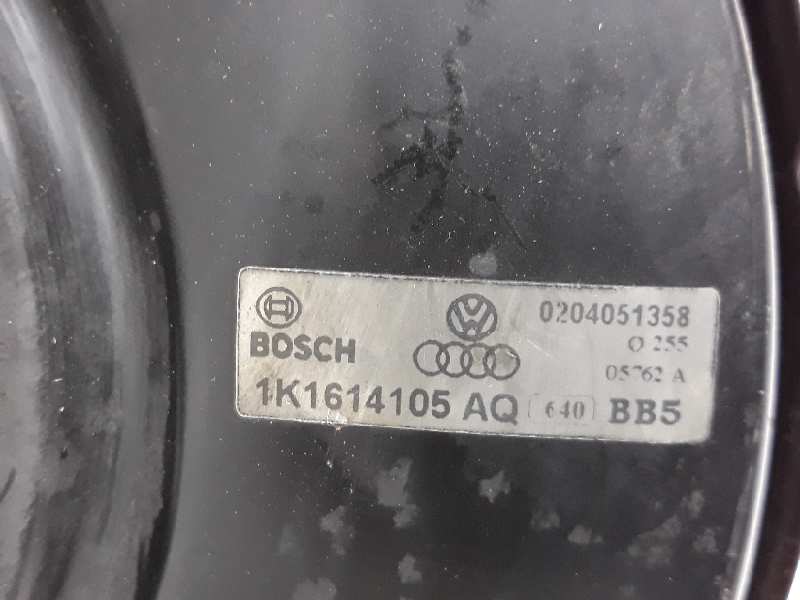 0204051358
BOSCH
O 255
05762 A
1K1614105 AQ 640 BB5